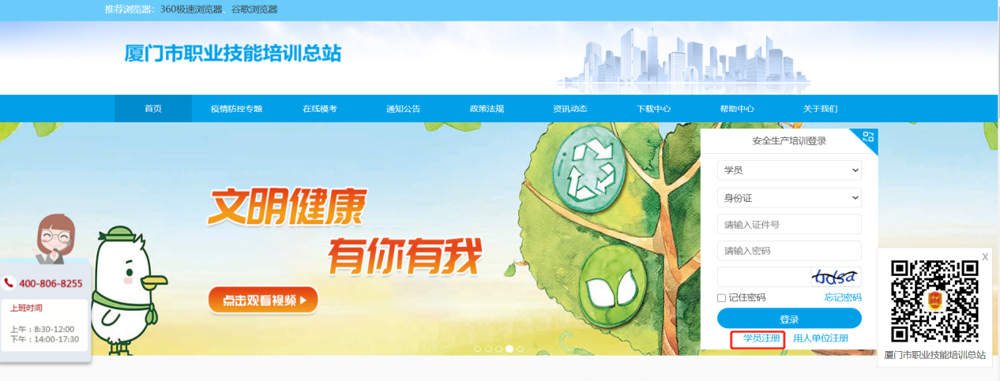 推荐浏览器：360极速浏览器、谷歌浏览器
厦门市职业技能培训总站
首页 疫情防控专题 在线模考 通知公告 政策法规 资讯动态 下载中心 帮助中心 关于我们
文明健康
有你有我
点击观看视频
400-806-8255
上班时间
上午：8:30-12:00
下午：14:00-17:30
安全生产培训登录
学员
身份证
请输入证件号
请输入密码
bdsa
记住密码 忘记密码
登录
学员注册 用人单位注册
X
厦门市职业技能培训总站